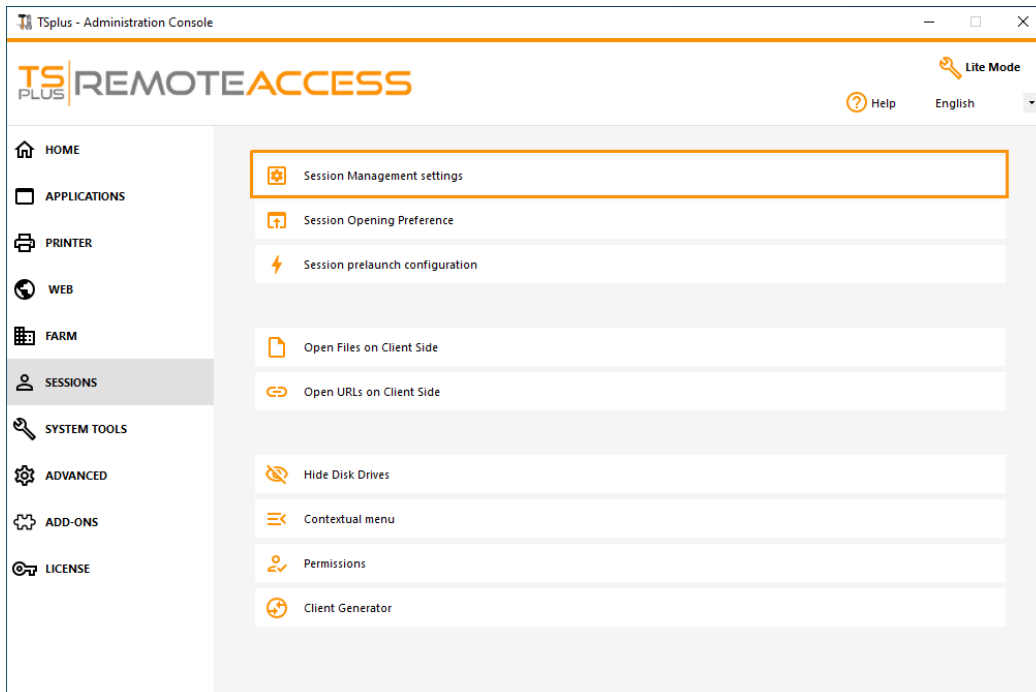 TSplus - Administration Console
TS PLUS REMOTEACCESS
Lite Mode
Help
English
HOME
APPLICATIONS
PRINTER
WEB
FARM
SESSIONS
SYSTEM TOOLS
ADVANCED
ADD-ONS
LICENSE
Session Management settings
Session Opening Preference
Session prelaunch configuration
Open Files on Client Side
Open URLs on Client Side
Hide Disk Drives
Contextual menu
Permissions
Client Generator